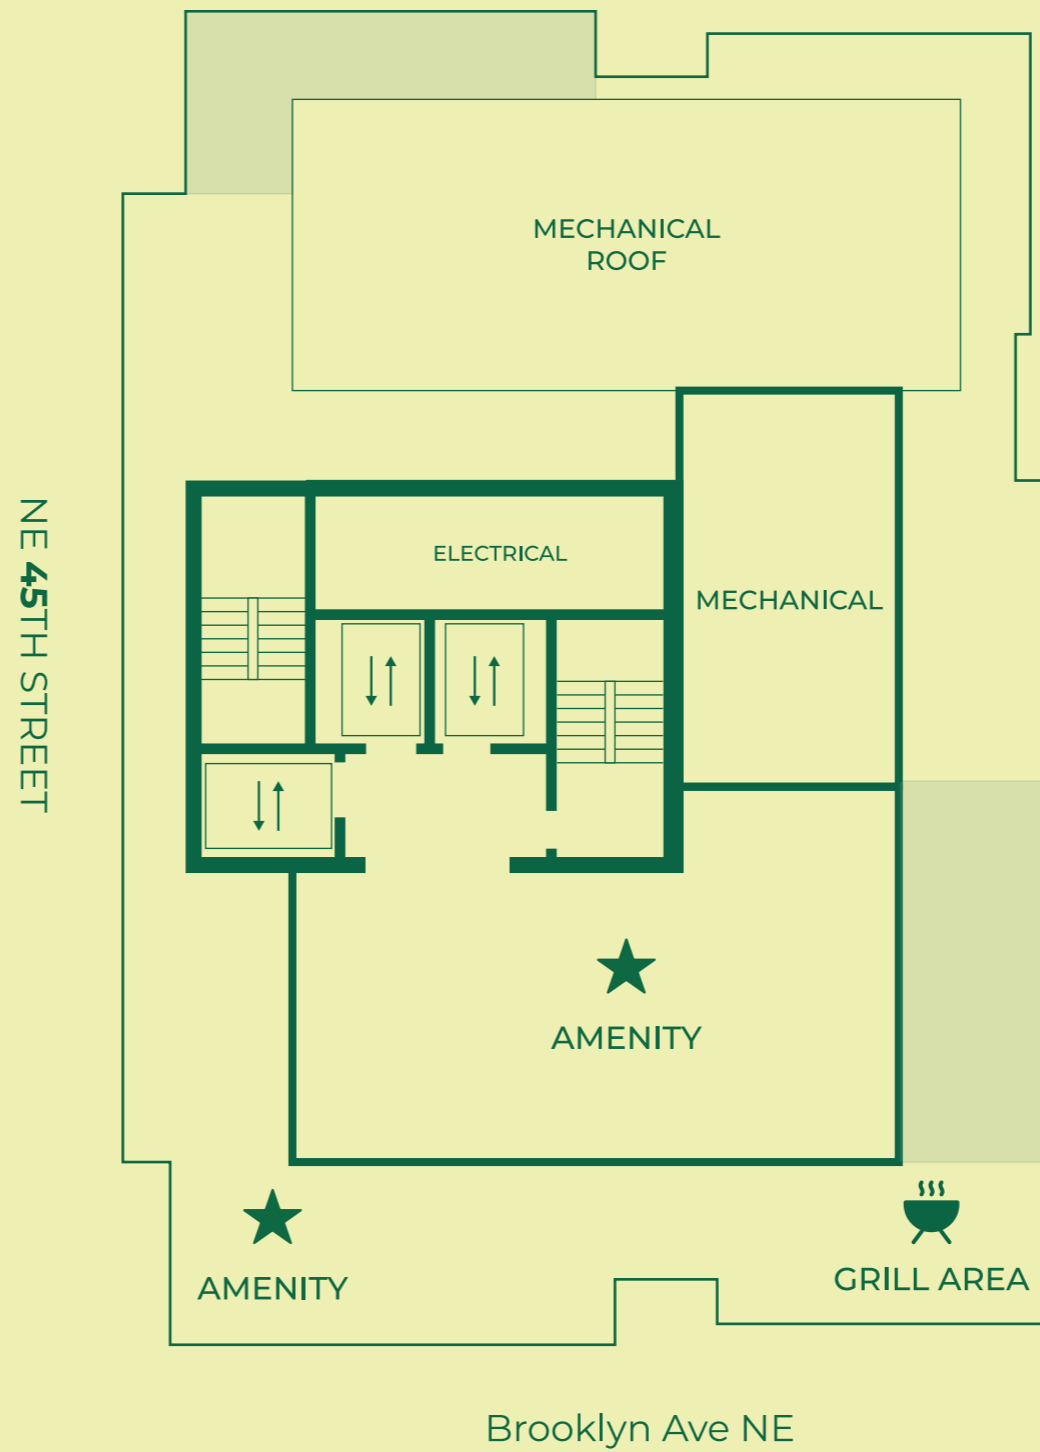 MECHANICAL
ROOF
ELECTRICAL
MECHANICAL
NE 45TH STREET
AMENITY
AMENITY
GRILL AREA
Brooklyn Ave NE